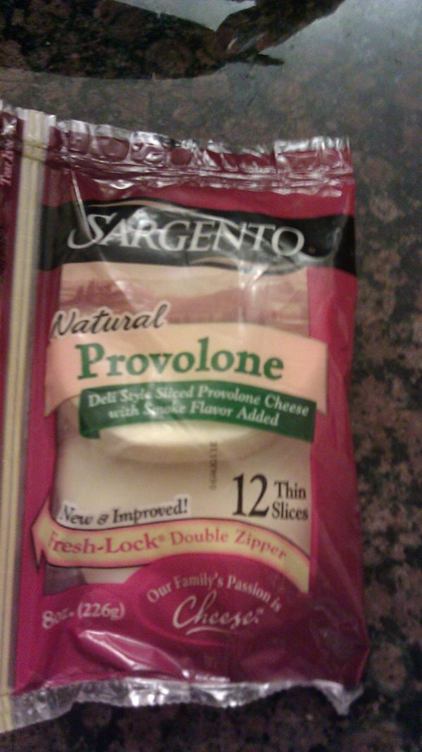 SARGENTO
Natural
Provolone
Deli Style Sliced Provolone Cheese
with Smoke Flavor Added
12 Thin
Slices
New & Improved!
Fresh-Lock® Double Zipper
8oz. (226g)
Our Family's Passion is
Cheese.™